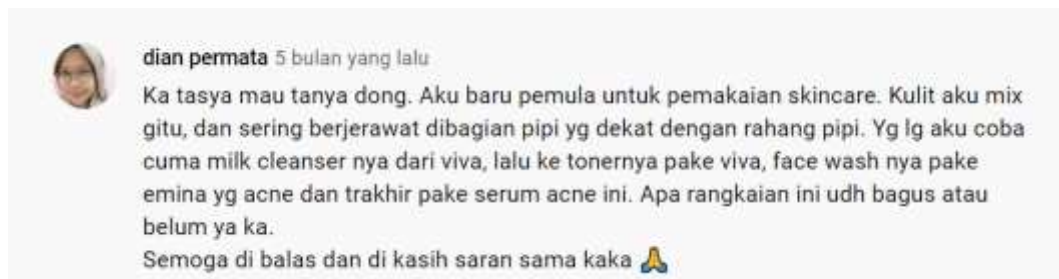 dian permata 5 bulan yang lalu
Ka tasya mau tanya dong. Aku baru pemula untuk pemakaian skincare. Kulit aku mix
gitu, dan sering berjerawat dibagian pipi yg dekat dengan rahang pipi. Yg lg aku coba
cuma milk cleanser nya dari viva, lalu ke tonernya pake viva, face wash nya pake
emina yg acne dan trakhir pake serum acne ini. Apa rangkaian ini udh bagus atau
belum ya ka.
Semoga di balas dan di kasih saran sama kaka 🙏